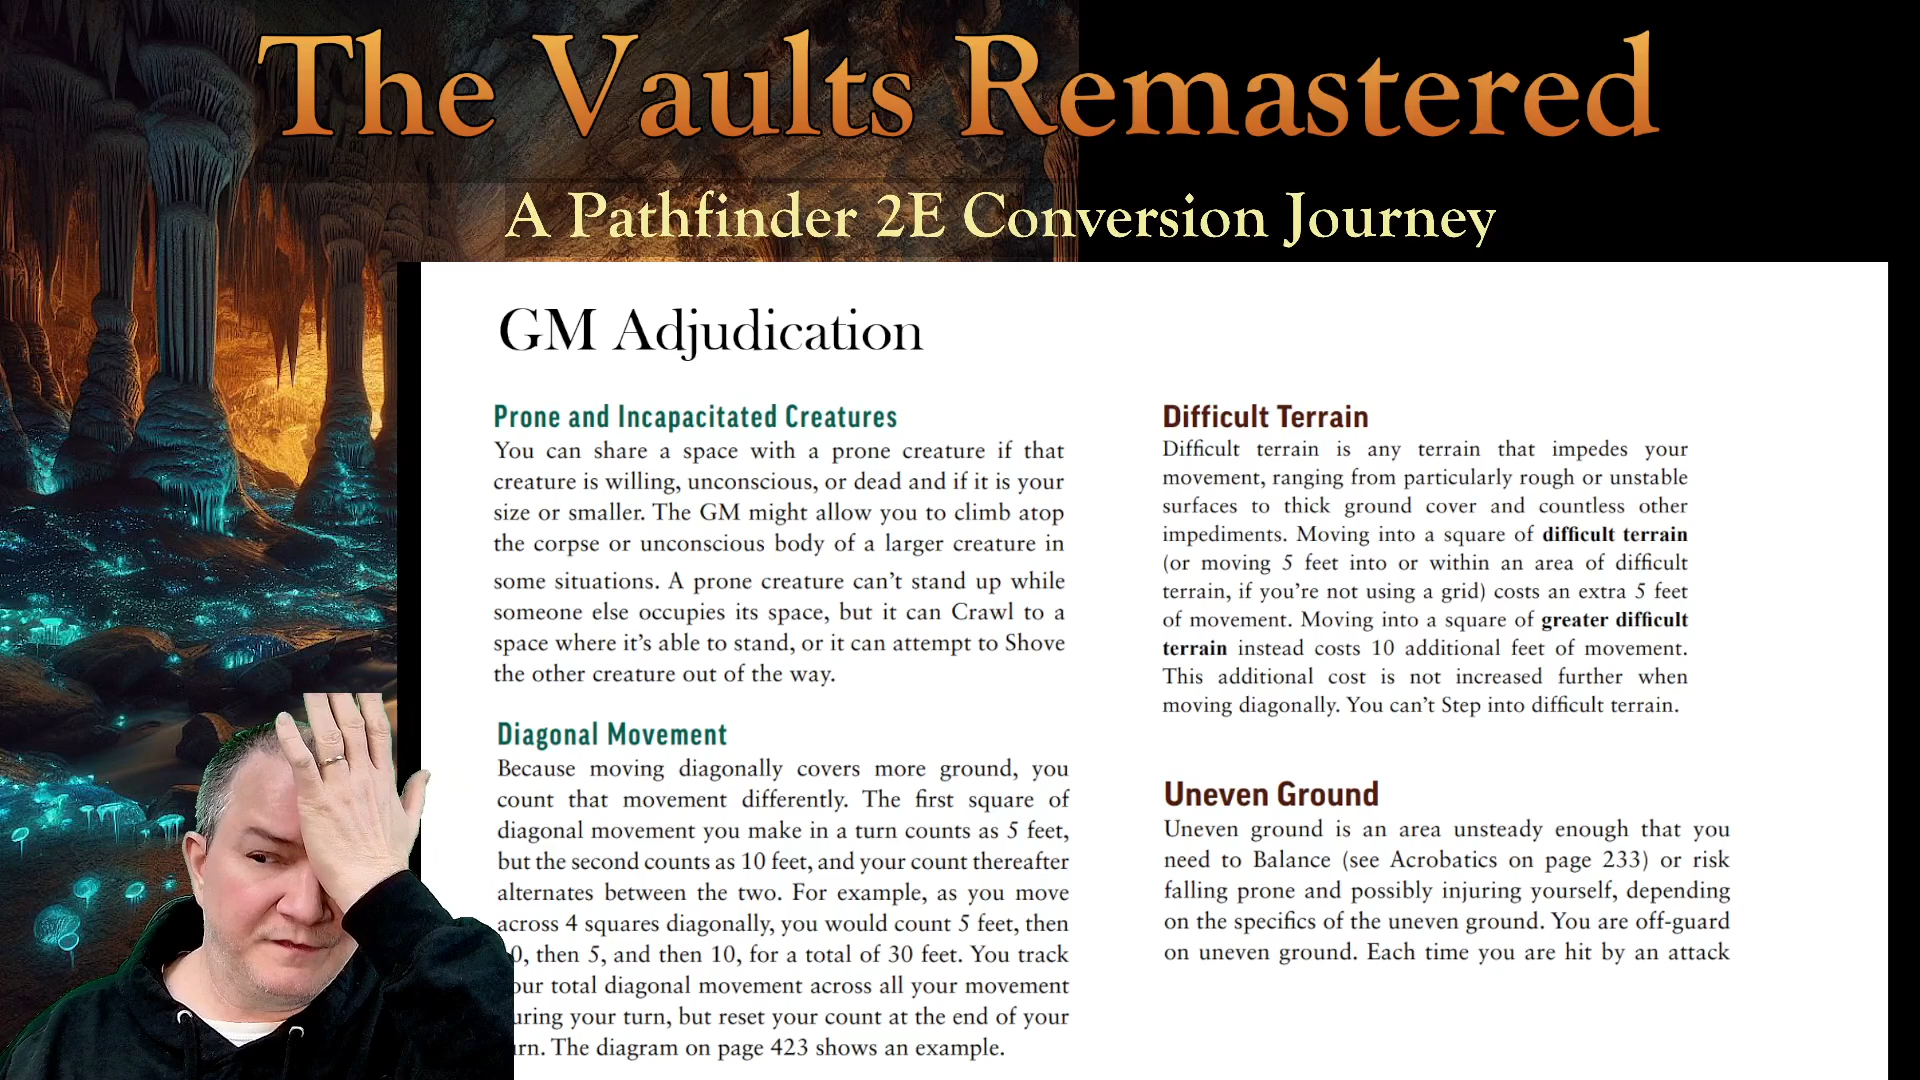 The Vaults Remastered
A Pathfinder 2E Conversion Journey
GM Adjudication
Prone and Incapacitated Creatures
You can share a space with a prone creature if that
creature is willing, unconscious, or dead and if it is your
size or smaller. The GM might allow you to climb atop
the corpse or unconscious body of a larger creature in
some situations. A prone creature can't stand up while
someone else occupies its space, but it can Crawl to a
space where it's able to stand, or it can attempt to Shove
the other creature out of the way.
Diagonal Movement
Because moving diagonally covers more ground, you
count that movement differently. The first square of
diagonal movement you make in a turn counts as 5 feet,
but the second counts as 10 feet, and your count thereafter
alternates between the two. For example, as you move
across 4 squares diagonally, you would count 5 feet, then
0, then 5, and then 10, for a total of 30 feet. You track
our total diagonal movement across all your movement
uring your turn, but reset your count at the end of your
rn. The diagram on page 423 shows an example.
Difficult Terrain
Difficult terrain is any terrain that impedes your
movement, ranging from particularly rough or unstable
surfaces to thick ground cover and countless other
impediments. Moving into a square of difficult terrain
(or moving 5 feet into or within an area of difficult
terrain, if you're not using a grid) costs an extra 5 feet
of movement. Moving into a square of greater difficult
terrain instead costs 10 additional feet of movement.
This additional cost is not increased further when
moving diagonally. You can't Step into difficult terrain.
Uneven Ground
Uneven ground is an area unsteady enough that you
need to Balance (see Acrobatics on page 233) or risk
falling prone and possibly injuring yourself, depending
on the specifics of the uneven ground. You are off-guard
on uneven ground. Each time you are hit by an attack